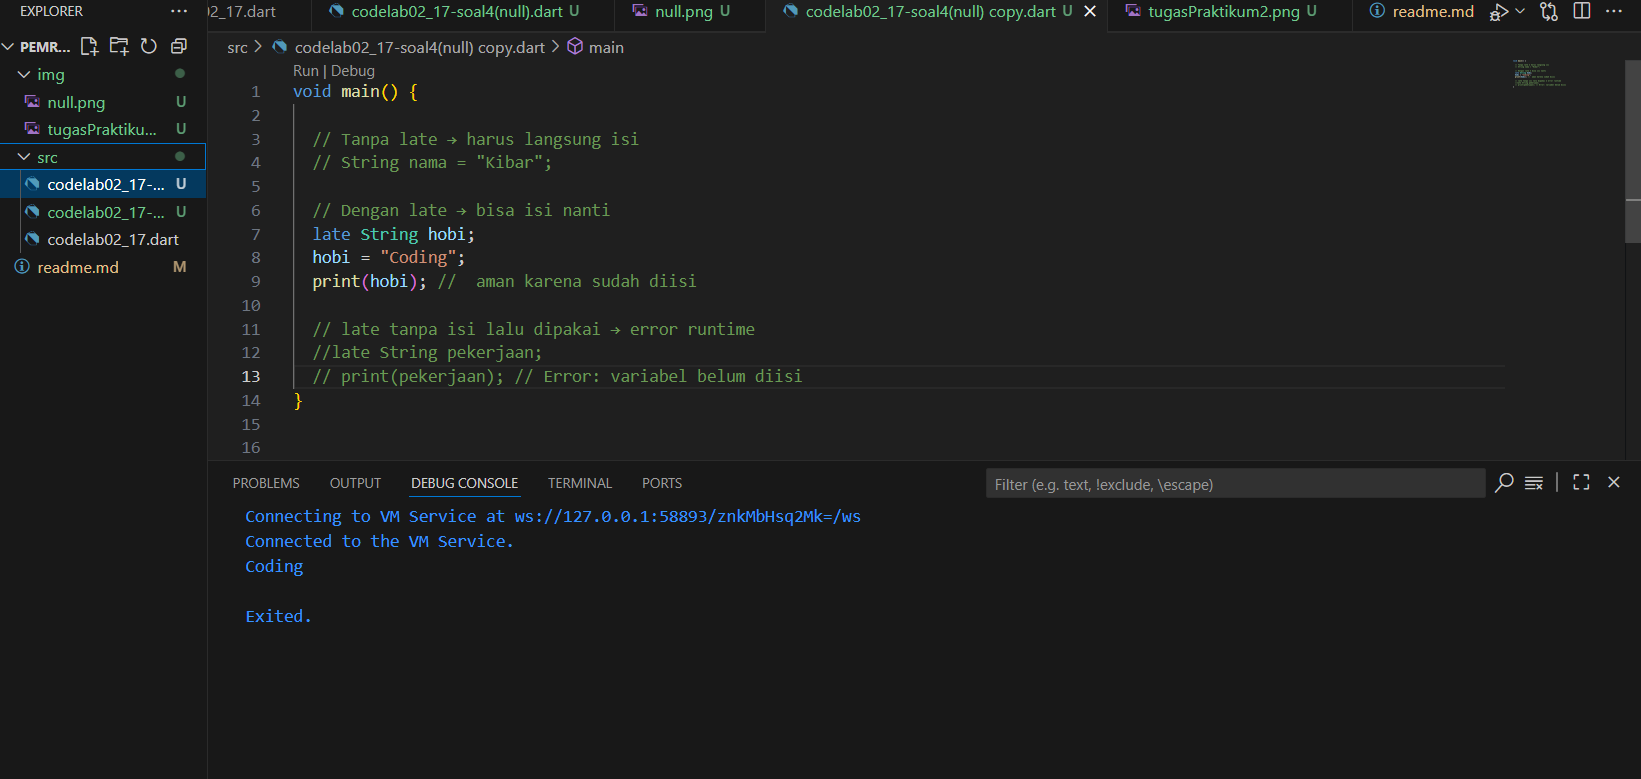 EXPLORER
PEMR...
img
null.png U
tugasPraktiku... U
src
codelab02_17-... U
codelab02_17-... U
codelab02_17.dart
readme.md M
02_17.dart codelab02_17-soal4(null).dart U null.png U codelab02_17-soal4(null) copy.dart U tugasPraktikum2.png U readme.md
src > codelab02_17-soal4(null) copy.dart > main
Run | Debug
1 void main() {
2
3 // Tanpa late → harus langsung isi
4 // String nama = "Kibar";
5
6 // Dengan late → bisa isi nanti
7 late String hobi;
8 hobi = "Coding";
9 print(hobi); //  aman karena sudah diisi
10
11 // late tanpa isi lalu dipakai → error runtime
12 //late String pekerjaan;
13 // print(pekerjaan); // Error: variabel belum diisi
14 }
15
16
PROBLEMS OUTPUT DEBUG CONSOLE TERMINAL PORTS Filter (e.g. text, !exclude, \escape)
Connecting to VM Service at ws://127.0.0.1:58893/znkMbHsq2Mk=/ws
Connected to the VM Service.
Coding
Exited.